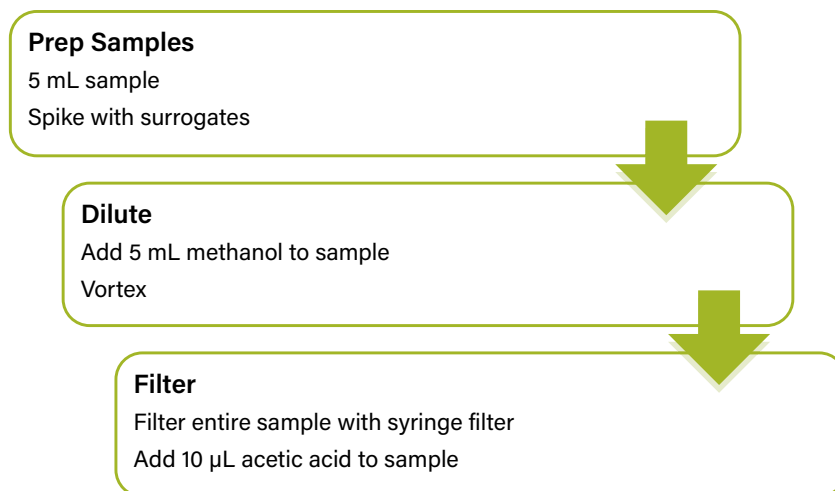 Prep Samples
5 mL sample
Spike with surrogates
Dilute
Add 5 mL methanol to sample
Vortex
Filter
Filter entire sample with syringe filter
Add 10 µL acetic acid to sample